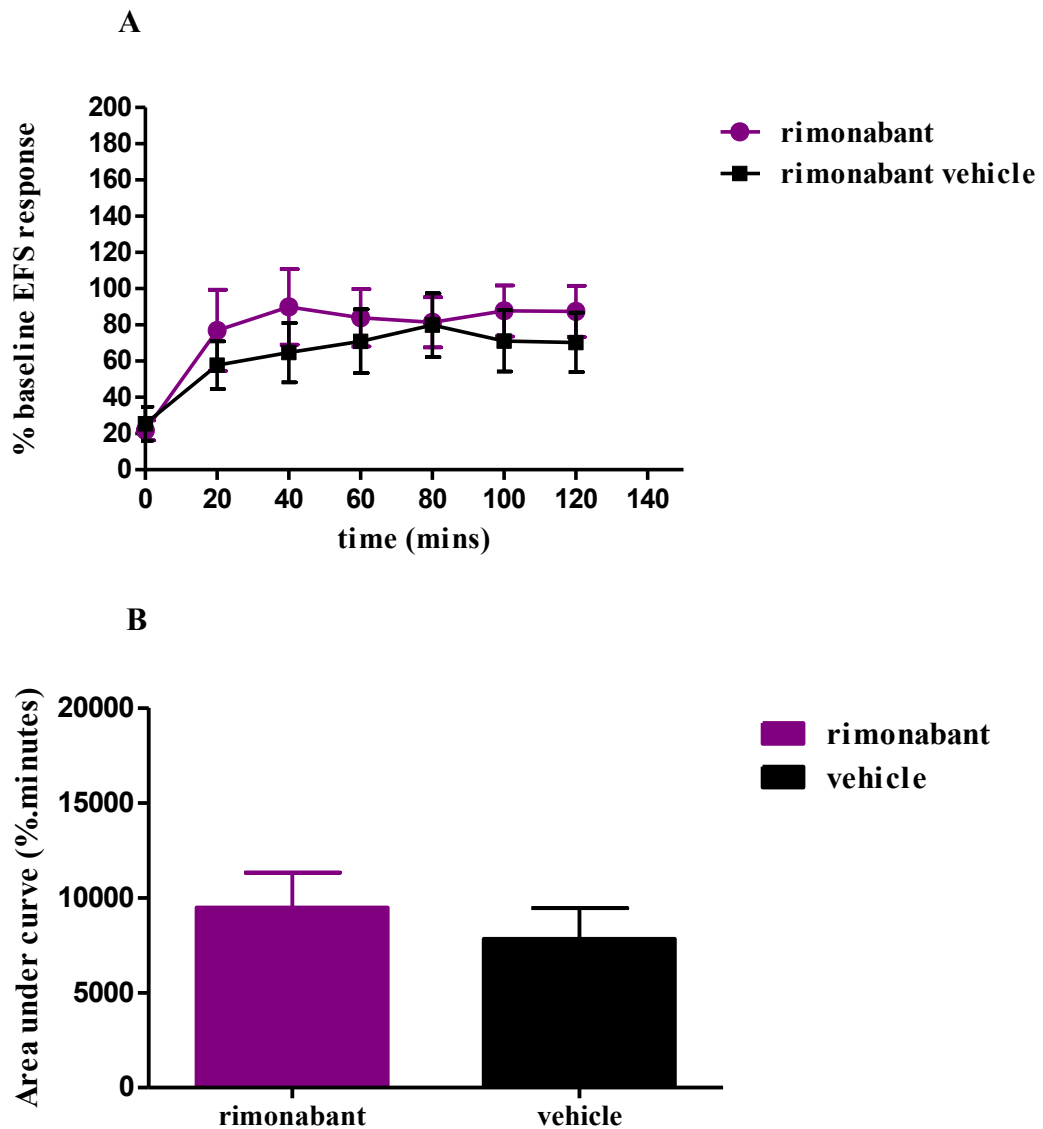 A
% baseline EFS response
200
180
160
140
120
100
80
60
40
20
0
0 20 40 60 80 100 120 140
time (mins)
rimonabant
rimonabant vehicle
B
Area under curve (%.minutes)
20000
15000
10000
5000
0
rimonabant vehicle
rimonabant
vehicle